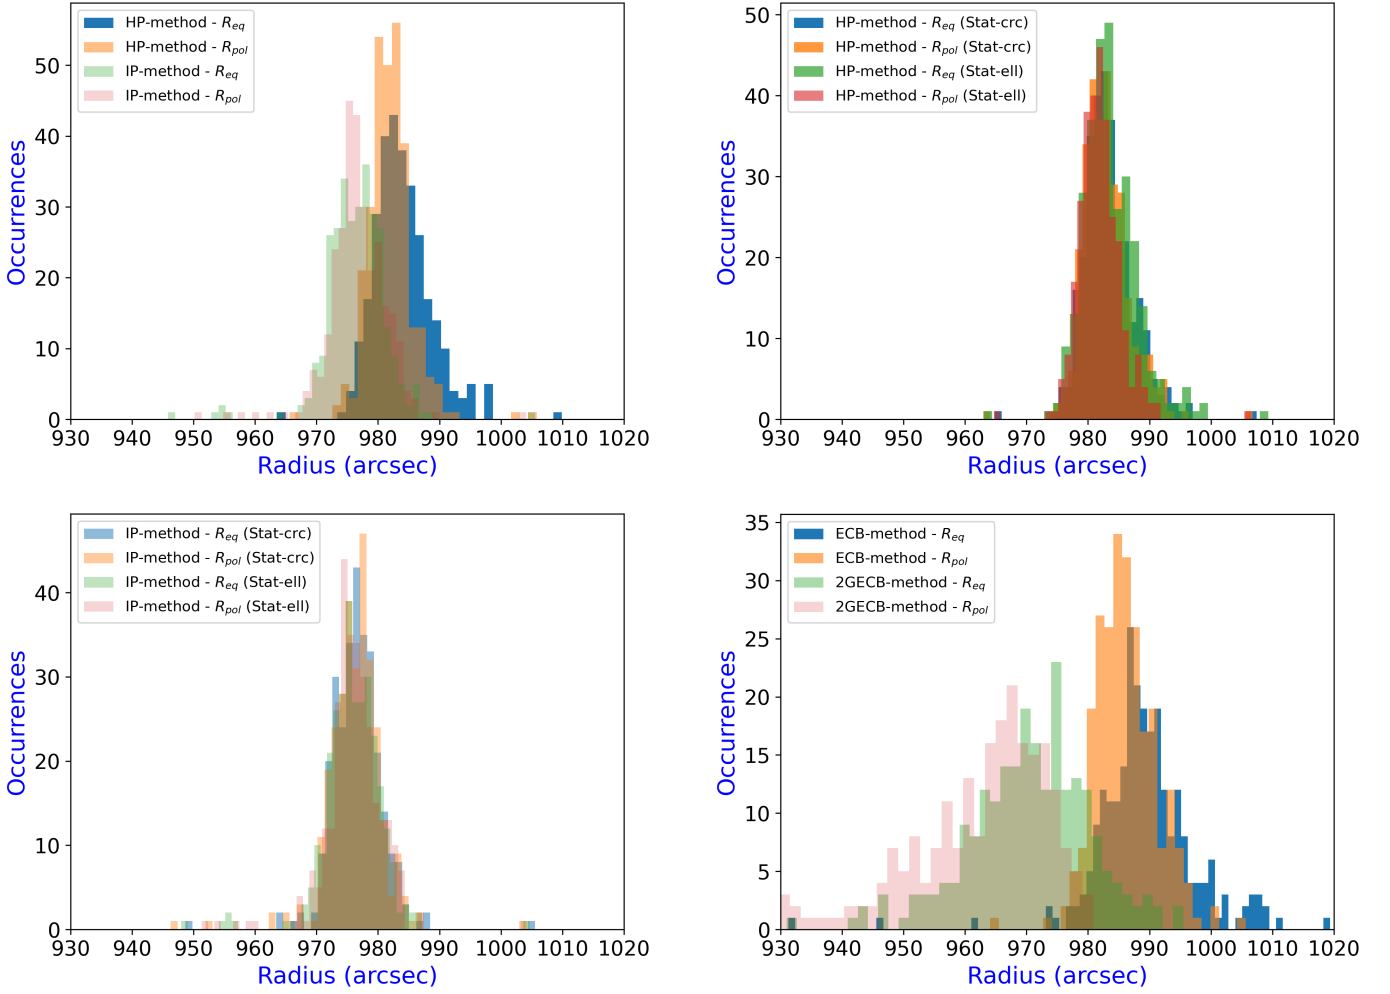 HP-method - R_eq
HP-method - R_pol
IP-method - R_eq
IP-method - R_pol
50
40
30
20
10
0
930 940 950 960 970 980 990 1000 1010 1020
Occurrences
Radius (arcsec)
HP-method - R_eq (Stat-crc)
HP-method - R_pol (Stat-crc)
HP-method - R_eq (Stat-ell)
HP-method - R_pol (Stat-ell)
50
40
30
20
10
0
930 940 950 960 970 980 990 1000 1010 1020
Occurrences
Radius (arcsec)
IP-method - R_eq (Stat-crc)
IP-method - R_pol (Stat-crc)
IP-method - R_eq (Stat-ell)
IP-method - R_pol (Stat-ell)
40
30
20
10
0
930 940 950 960 970 980 990 1000 1010 1020
Occurrences
Radius (arcsec)
ECB-method - R_eq
ECB-method - R_pol
2GECB-method - R_eq
2GECB-method - R_pol
35
30
25
20
15
10
5
0
930 940 950 960 970 980 990 1000 1010 1020
Occurrences
Radius (arcsec)